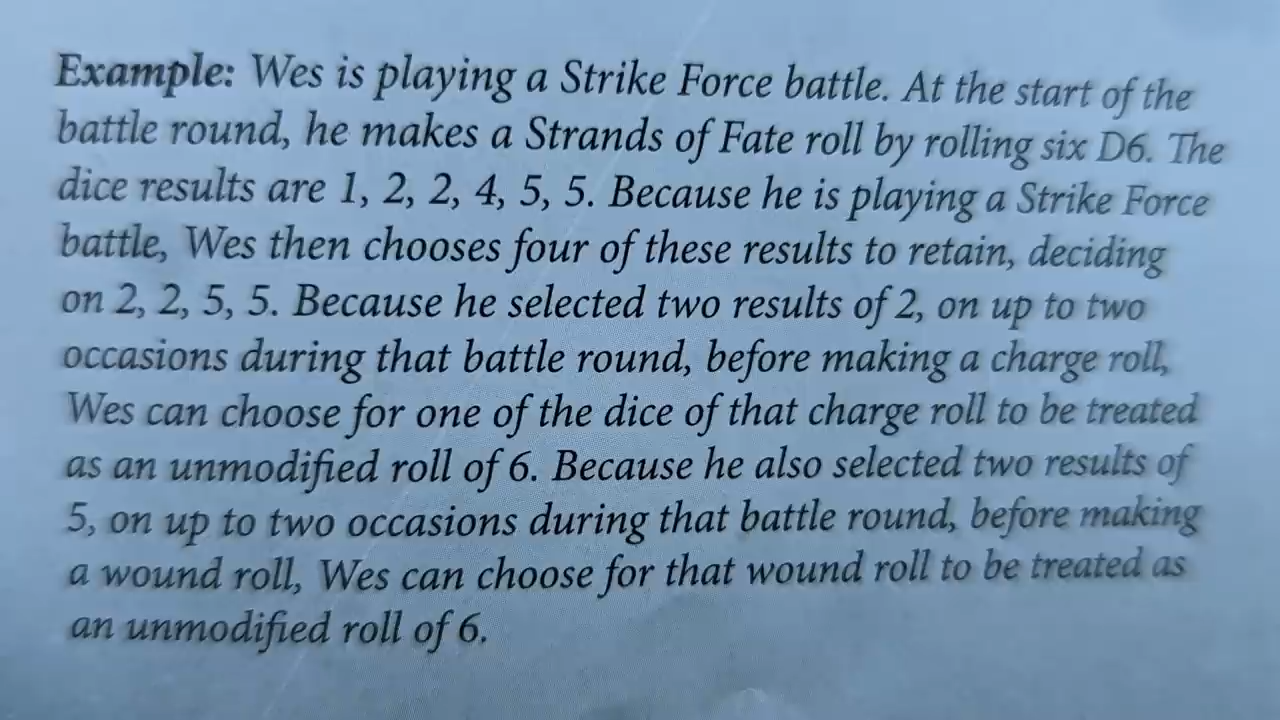 Example: Wes is playing a Strike Force battle. At the start of the
battle round, he makes a Strands of Fate roll by rolling six D6. The
dice results are 1, 2, 2, 4, 5, 5. Because he is playing a Strike Force
battle, Wes then chooses four of these results to retain, deciding
on 2, 2, 5, 5. Because he selected two results of 2, on up to two
occasions during that battle round, before making a charge roll,
Wes can choose for one of the dice of that charge roll to be treated
as an unmodified roll of 6. Because he also selected two results of
5, on up to two occasions during that battle round, before making
a wound roll, Wes can choose for that wound roll to be treated as
an unmodified roll of 6.